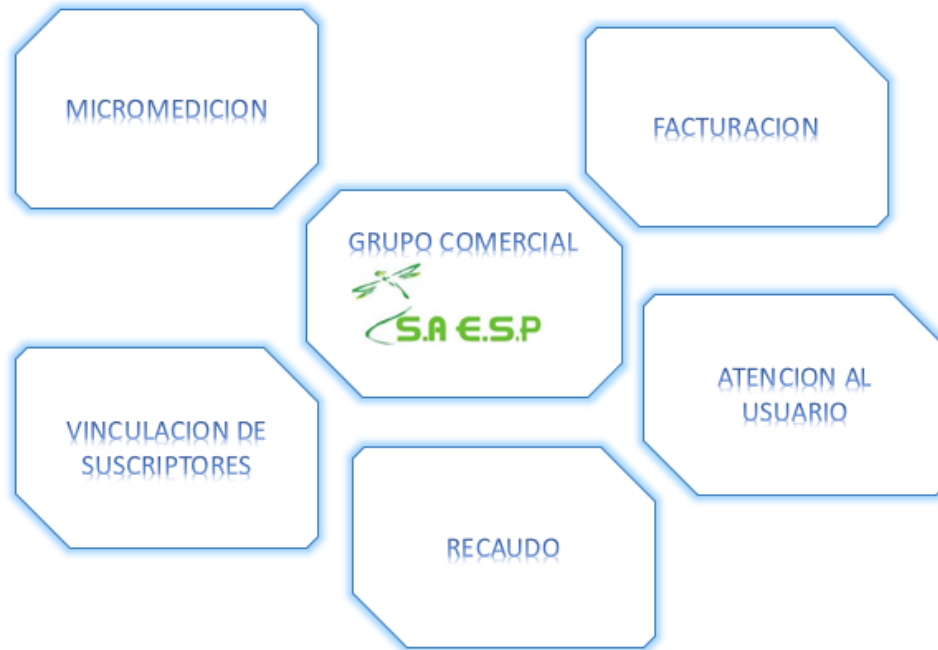 MICROMEDICION
FACTURACION
GRUPO COMERCIAL
S.A E.S.P
ATENCION AL
USUARIO
VINCULACION DE
SUSCRIPTORES
RECAUDO